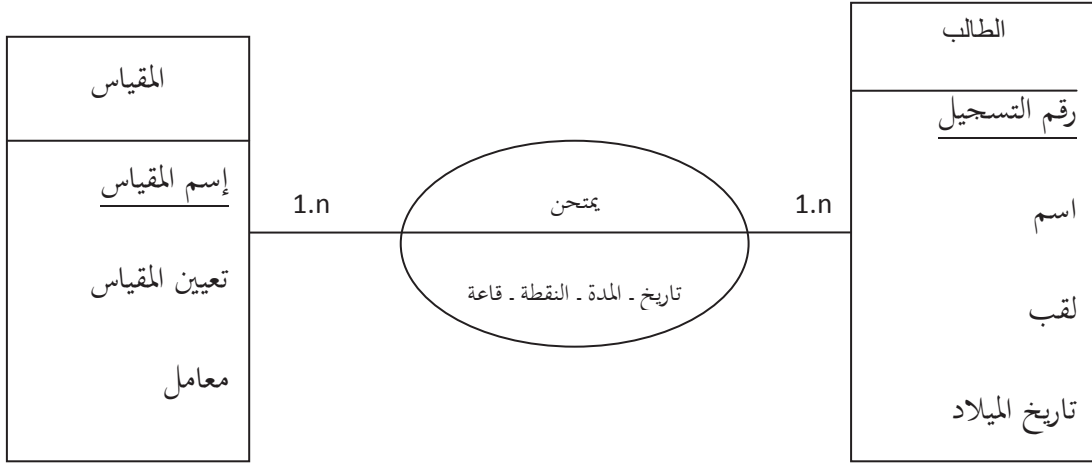 الطالب
رقم التسجيل
اسم
لقب
تاريخ الميلاد
1.n
يمتحن
تاريخ ـ المدة ـ النقطة ـ قاعة
1.n
المقياس
إسم المقياس
تعيين المقياس
معامل